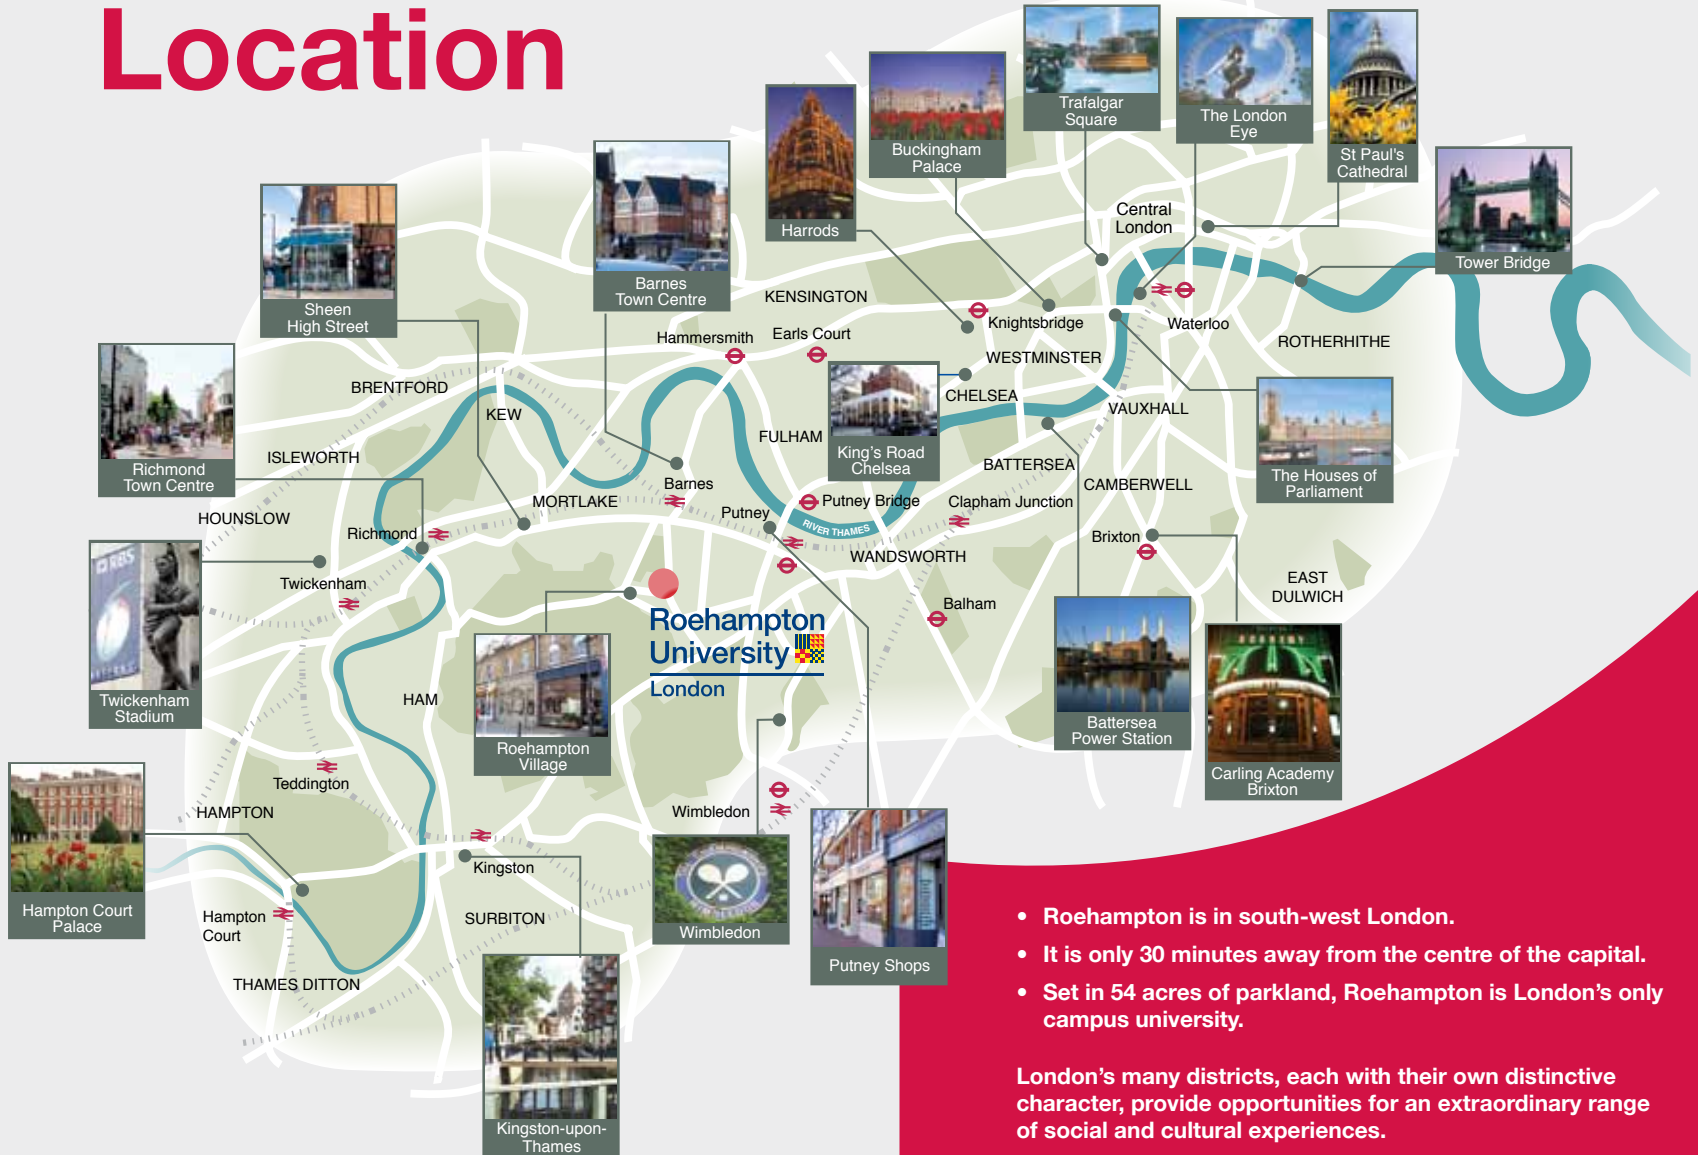 Location
Trafalgar
Square
The London
Eye
St Paul's
Cathedral
Buckingham
Palace
Harrods
Tower Bridge
Barnes
Town Centre
Sheen
High Street
Richmond
Town Centre
Central
London
KENSINGTON
Knightsbridge
Waterloo
ROTHERHITHE
Hammersmith
Earls Court
WESTMINSTER
BRENTFORD
KEW
CHELSEA
VAUXHALL
FULHAM
King's Road
Chelsea
The Houses of
Parliament
ISLEWORTH
BATTERSEA
CAMBERWELL
HOUNSLOW
MORTLAKE
Barnes
Putney
Putney Bridge
Clapham Junction
RIVER THAMES
Richmond
Brixton
WANDSWORTH
RBS
Twickenham
EAST
DULWICH
Balham
Roehampton
University
London
Twickenham
Stadium
HAM
Roehampton
Village
Battersea
Power Station
Carling Academy
Brixton
Teddington
HAMPTON
Wimbledon
Kingston
Hampton Court
Palace
Hampton
Court
SURBITON
Wimbledon
Putney Shops
THAMES DITTON
Kingston-upon-
Thames
• Roehampton is in south-west London.
• It is only 30 minutes away from the centre of the capital.
• Set in 54 acres of parkland, Roehampton is London's only
campus university.
London's many districts, each with their own distinctive
character, provide opportunities for an extraordinary range
of social and cultural experiences.